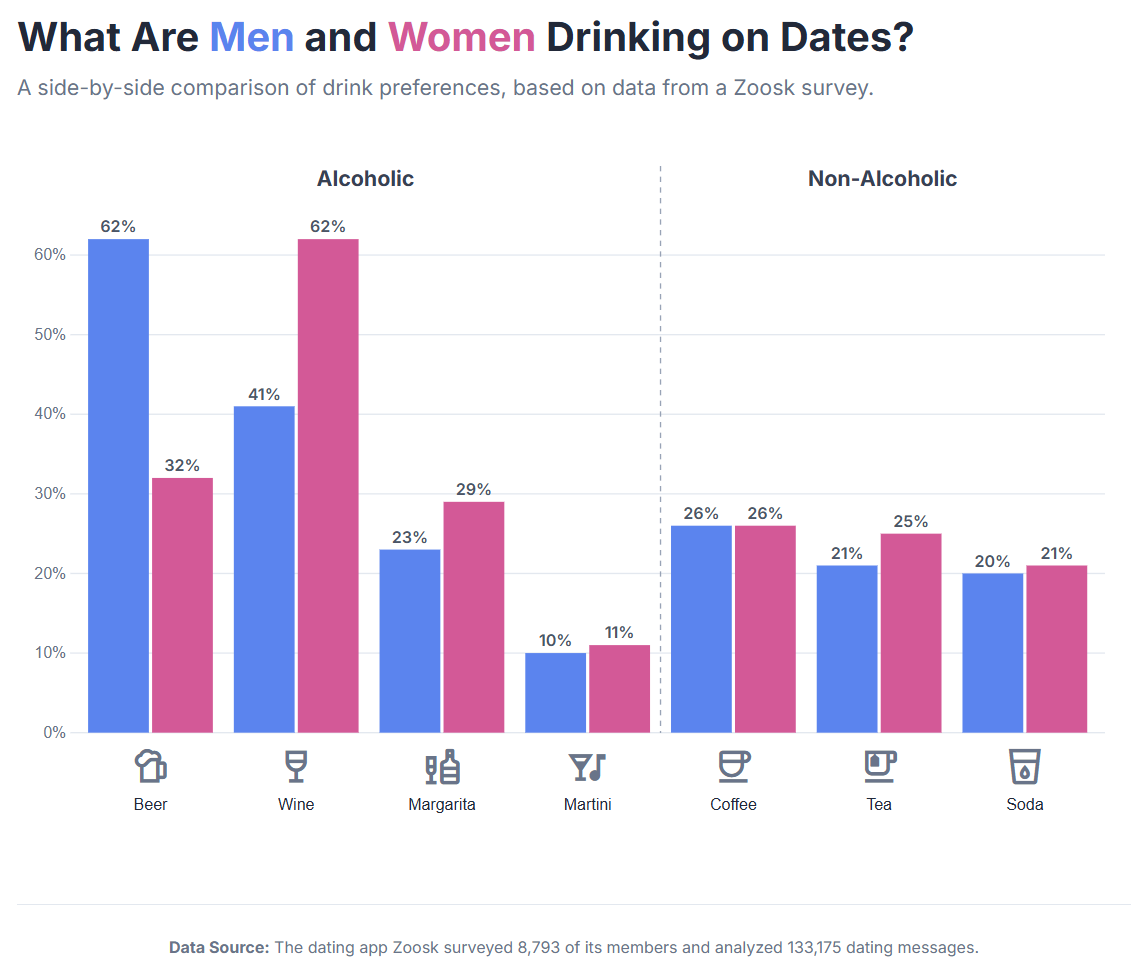 What Are Men and Women Drinking on Dates?
A side-by-side comparison of drink preferences, based on data from a Zoosk survey.
Alcoholic
Non-Alcoholic
60%
50%
40%
30%
20%
10%
0%
62%
32%
41%
62%
23%
29%
10%
11%
26%
26%
21%
25%
20%
21%
Beer
Wine
Margarita
Martini
Coffee
Tea
Soda
Data Source: The dating app Zoosk surveyed 8,793 of its members and analyzed 133,175 dating messages.